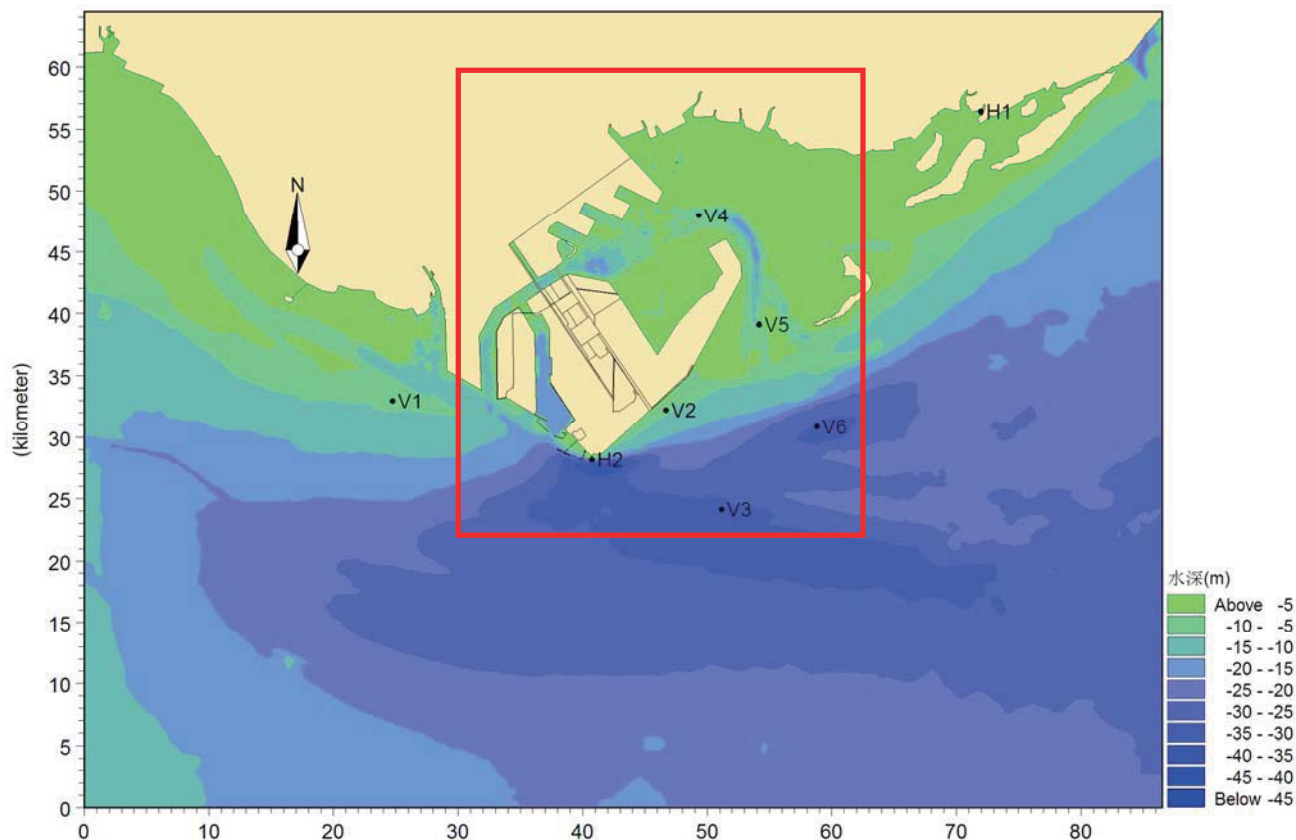 60
55
50
45
40
35
30
25
20
15
10
5
0
(kilometer)
N
H1
V4
V5
V1
V2
V6
H2
V3
0 10 20 30 40 50 60 70 80
水深(m)
Above -5
-10 - -5
-15 - -10
-20 - -15
-25 - -20
-30 - -25
-35 - -30
-40 - -35
-45 - -40
Below -45